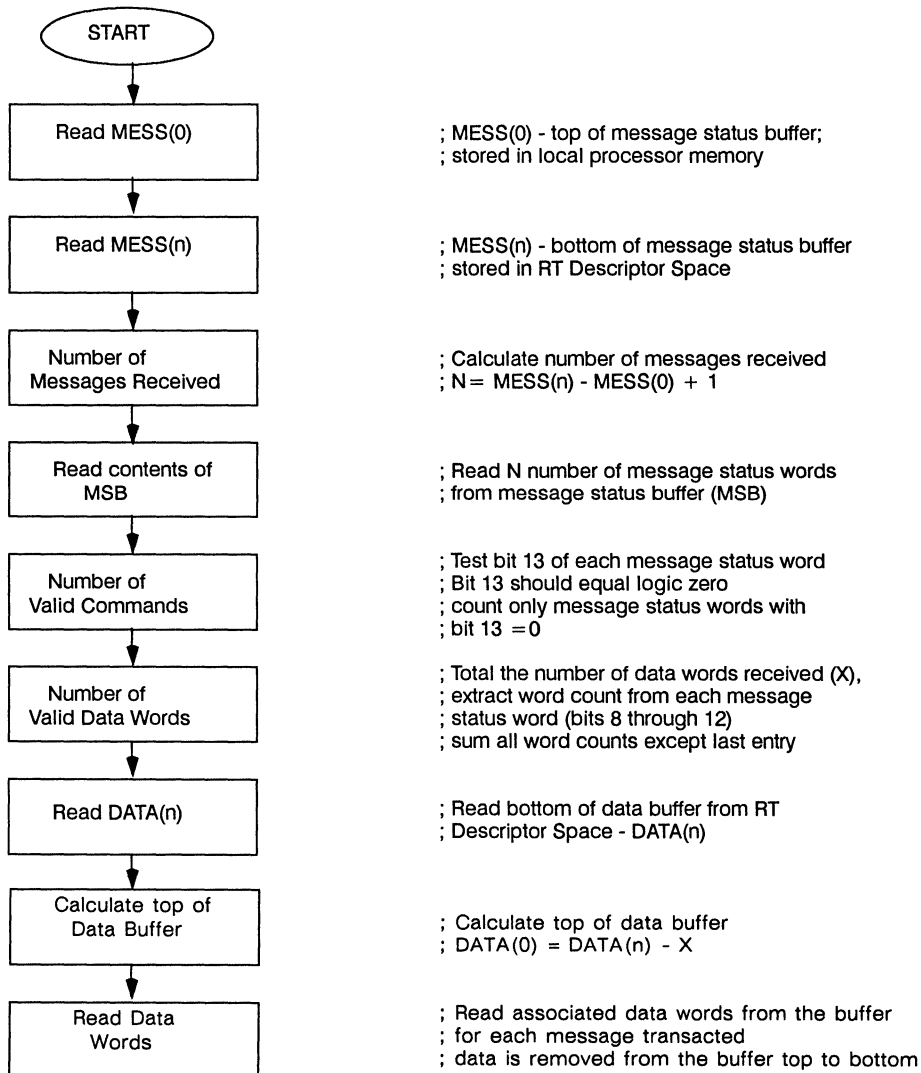 START
Read MESS(0)
; MESS(0) - top of message status buffer;
; stored in local processor memory
Read MESS(n)
; MESS(n) - bottom of message status buffer
; stored in RT Descriptor Space
Number of
Messages Received
; Calculate number of messages received
; N= MESS(n) - MESS(0) + 1
Read contents of
MSB
; Read N number of message status words
; from message status buffer (MSB)
Number of
Valid Commands
; Test bit 13 of each message status word
; Bit 13 should equal logic zero
; count only message status words with
; bit 13 =0
Number of
Valid Data Words
; Total the number of data words received (X),
; extract word count from each message
; status word (bits 8 through 12)
; sum all word counts except last entry
Read DATA(n)
; Read bottom of data buffer from RT
; Descriptor Space - DATA(n)
Calculate top of
Data Buffer
; Calculate top of data buffer
; DATA(0) = DATA(n) - X
Read Data
Words
; Read associated data words from the buffer
; for each message transacted
; data is removed from the buffer top to bottom